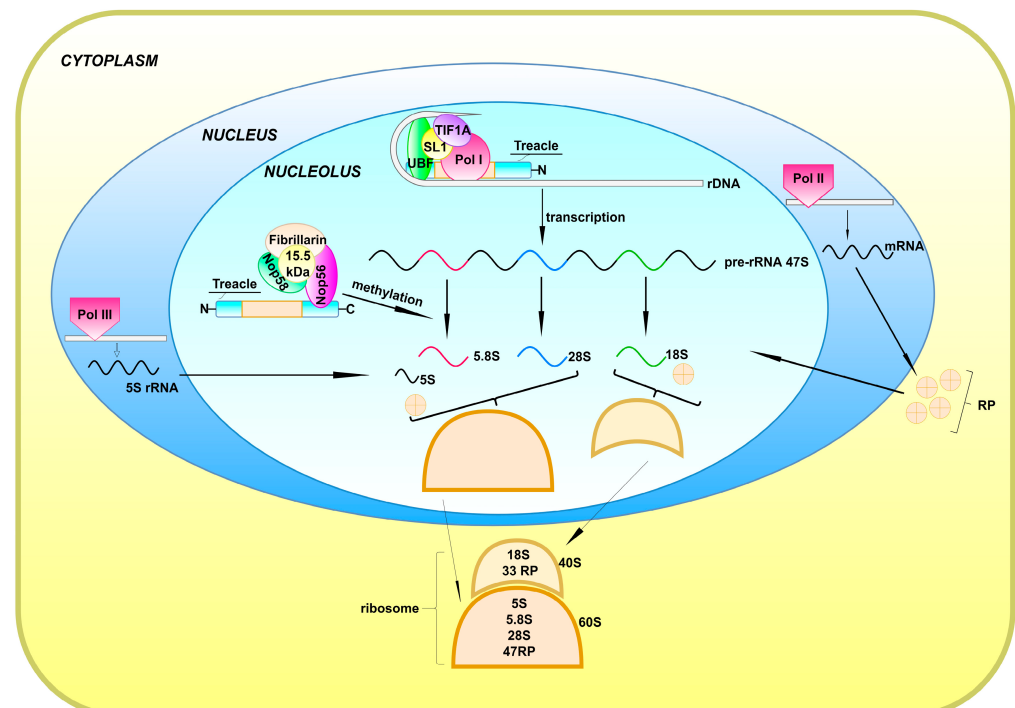 CYTOPLASM
NUCLEUS
NUCLEOLUS
TIF1A
SL1
UBF
Pol I
Treacle
N
rDNA
transcription
Pol II
mRNA
Fibrillarin
15.5
kDa
Nop58
Nop56
Treacle
N
C
methylation
pre-rRNA 47S
Pol III
5S rRNA
5.8S
28S
18S
5S
RP
ribosome
18S
33 RP
40S
5S
5.8S
28S
47RP
60S